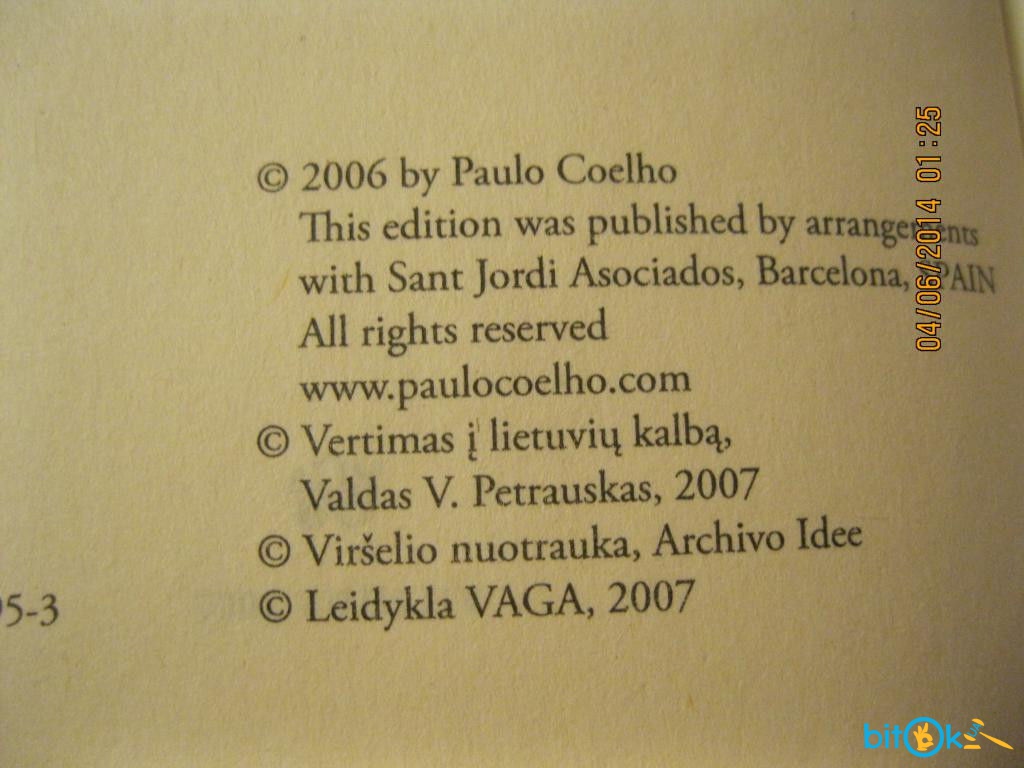 © 2006 by Paulo Coelho
This edition was published by arrangements
with Sant Jordi Asociados, Barcelona, SPAIN
All rights reserved
www.paulocoelho.com
© Vertimas į lietuvių kalbą,
Valdas V. Petrauskas, 2007
© Viršelio nuotrauka, Archivo Idee
5-3
© Leidykla VAGA, 2007
04/06/2014 01:25
bitOk